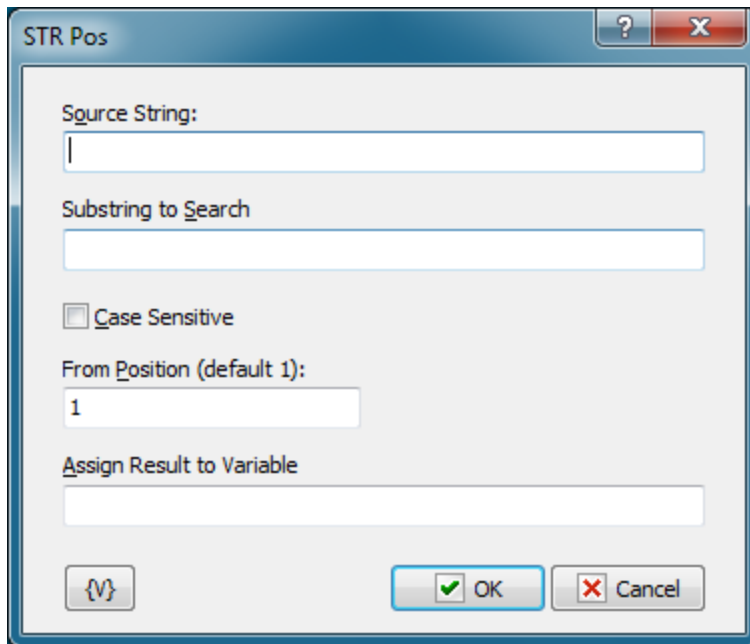 STR Pos
?
Source String:
Substring to Search
Case Sensitive
From Position (default 1):
1
Assign Result to Variable
{V}
OK
Cancel